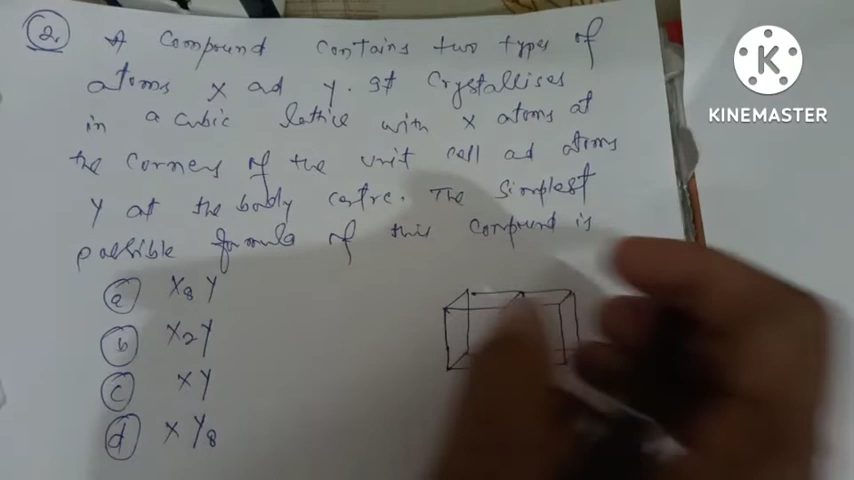 2. A Compound contains two types of
atoms X ad Y. It Crystallises
in a cubic lattice with X atoms at
the corners of the unit cell ad atoms
Y at the body centre. The simplest
possible formula of this compound is
a X8Y
b X2Y
c XY
d XY8
K
KINEMASTER